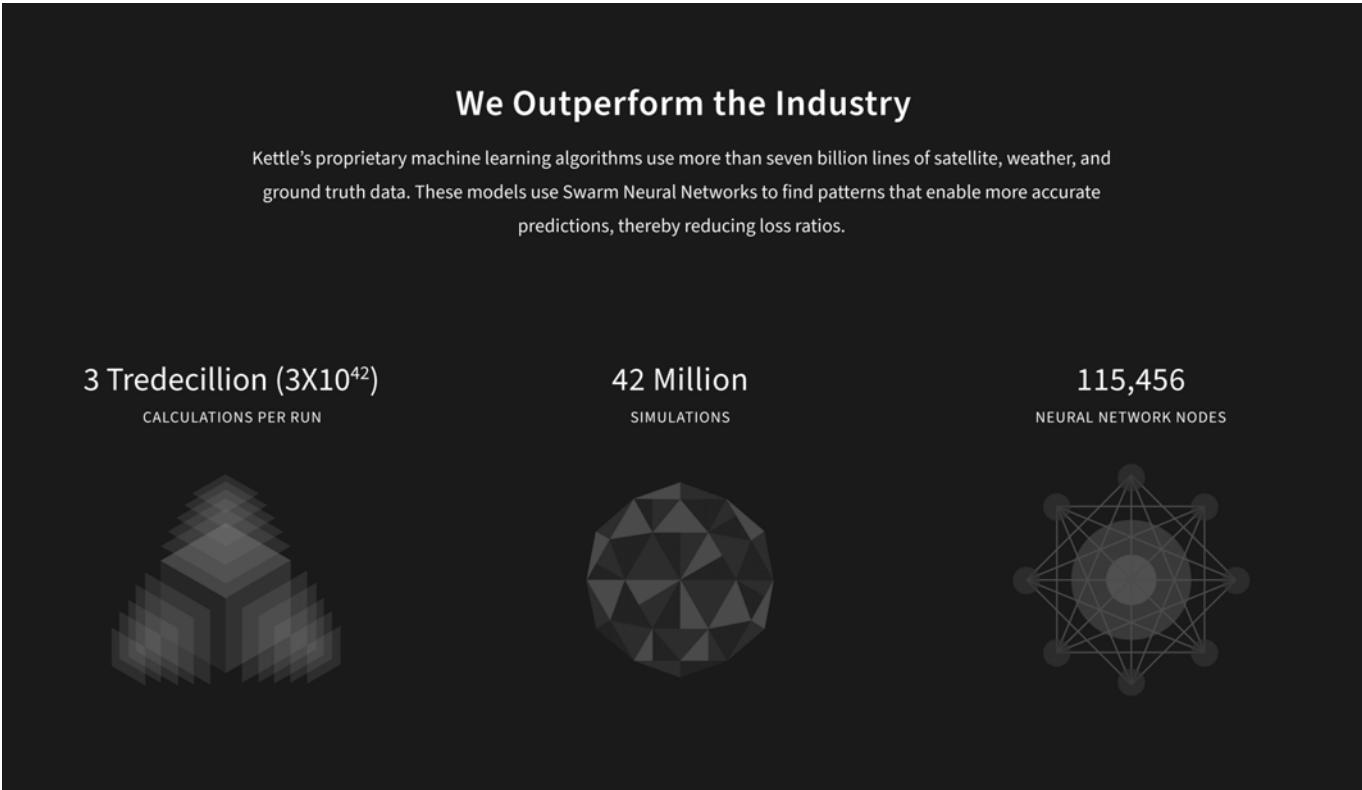 We Outperform the Industry
Kettle’s proprietary machine learning algorithms use more than seven billion lines of satellite, weather, and
ground truth data. These models use Swarm Neural Networks to find patterns that enable more accurate
predictions, thereby reducing loss ratios.
3 Tredecillion (3X10⁴²)
CALCULATIONS PER RUN
42 Million
SIMULATIONS
115,456
NEURAL NETWORK NODES